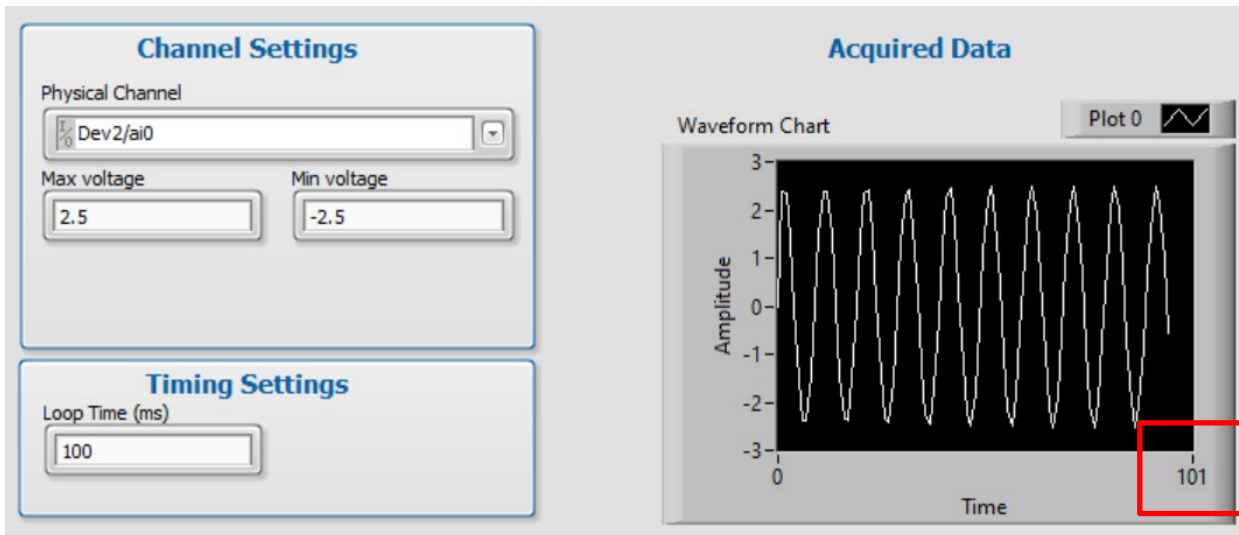 Channel Settings
Physical Channel
I/O Dev2/ai0
Max voltage
Min voltage
2.5
-2.5
Timing Settings
Loop Time (ms)
100
Acquired Data
Waveform Chart
Plot 0
3
2
1
0
-1
-2
-3
Amplitude
0
101
Time